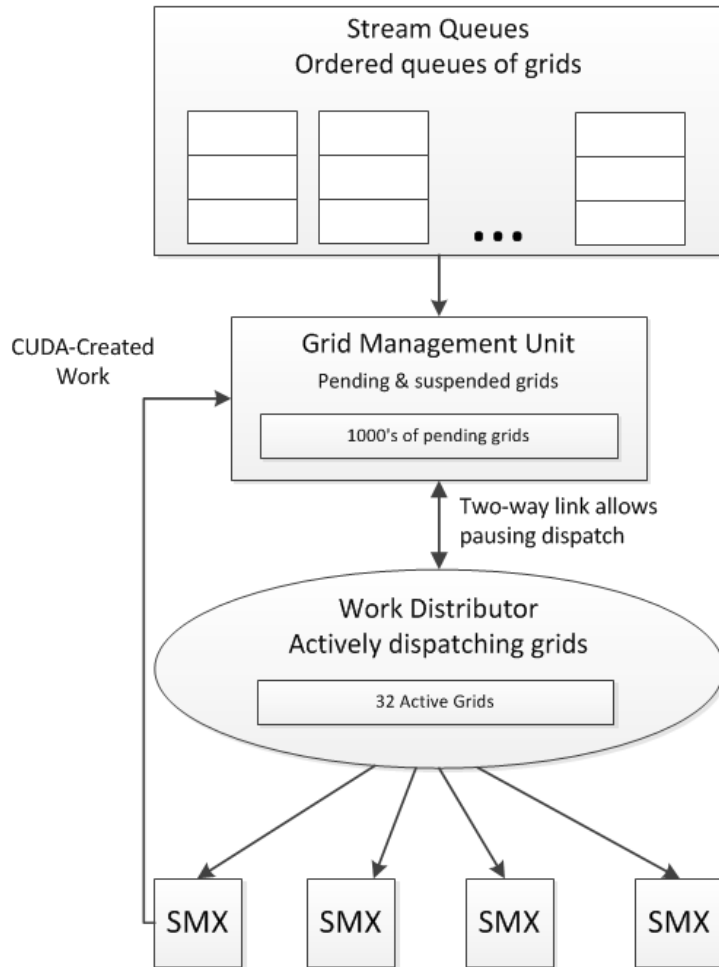 Stream Queues
Ordered queues of grids
...
CUDA-Created
Work
Grid Management Unit
Pending & suspended grids
1000's of pending grids
Two-way link allows
pausing dispatch
Work Distributor
Actively dispatching grids
32 Active Grids
SMX
SMX
SMX
SMX